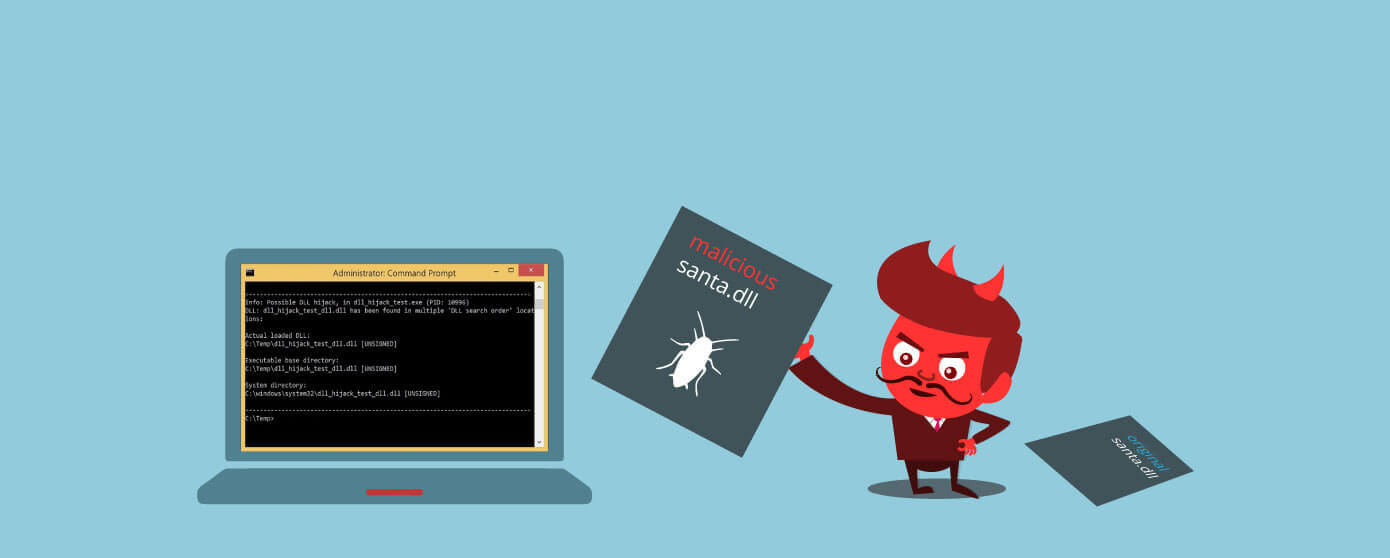 Administrator: Command Prompt
--------------------------------------------------------------------------------
Info: Possible DLL hijack, in dll_hijack_test.exe (PID: 10996)
DLL: dll_hijack_test_dll.dll has been found in multiple 'DLL search order' locat
ions:
Actual loaded DLL:
C:\Temp\dll_hijack_test_dll.dll [UNSIGNED]
Executable base directory:
C:\Temp\dll_hijack_test_dll.dll [UNSIGNED]
System directory:
C:\windows\system32\dll_hijack_test_dll.dll [UNSIGNED]
--------------------------------------------------------------------------------
C:\Temp>
malicious
santa.dll
original
santa.dll